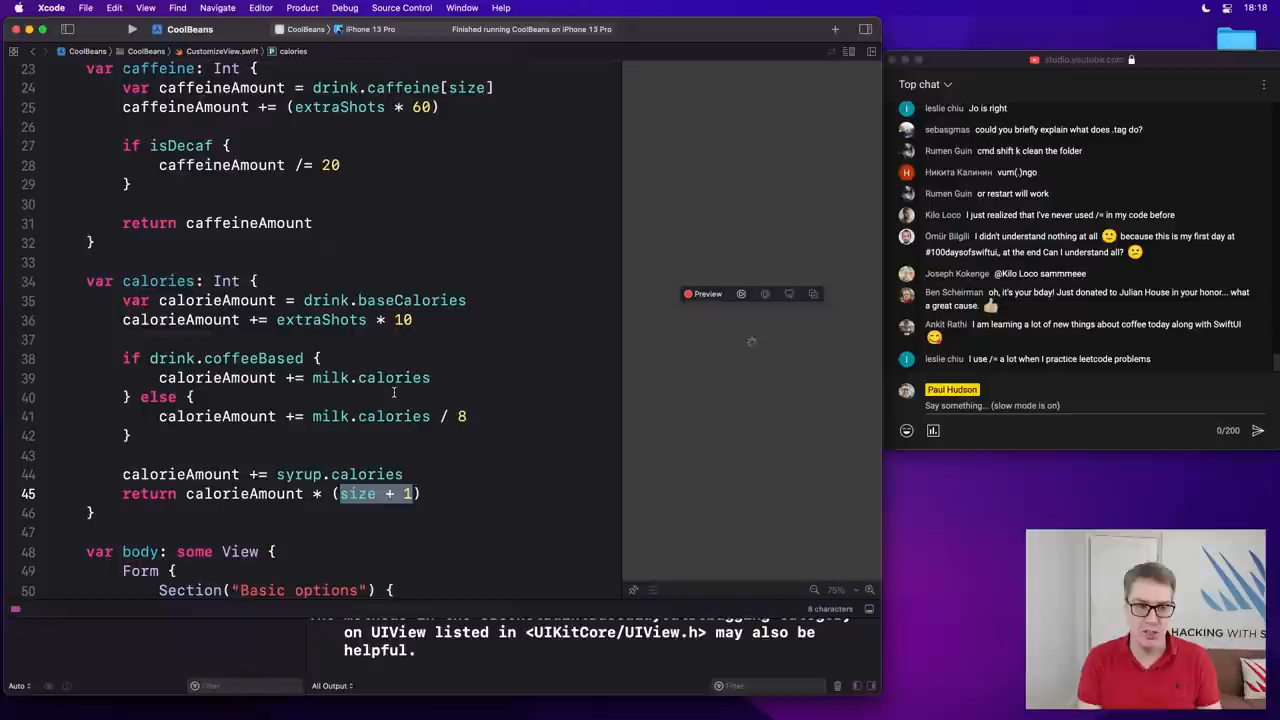 Xcode File Edit View Find Navigate Editor Product Debug Source Control Window Help 18:18
CoolBeans CoolBeans iPhone 13 Pro Finished running CoolBeans on iPhone 13 Pro
CoolBeans CoolBeans CustomizeView.swift calories
23 var caffeine: Int {
24 var caffeineAmount = drink.caffeine[size]
25 caffeineAmount += (extraShots * 60)
26
27 if isDecaf {
28 caffeineAmount /= 20
29 }
30
31 return caffeineAmount
32 }
33
34 var calories: Int {
35 var calorieAmount = drink.baseCalories
36 calorieAmount += extraShots * 10
37
38 if drink.coffeeBased {
39 calorieAmount += milk.calories
40 } else {
41 calorieAmount += milk.calories / 8
42 }
43
44 calorieAmount += syrup.calories
45 return calorieAmount * (size + 1)
46 }
47
48 var body: some View {
49 Form {
50 Section("Basic options") {
Preview
75%
8 characters
on UIView listed in <UIKitCore/UIView.h> may also be
helpful.
Auto Filter All Output Filter
studio.youtube.com
Top chat
leslie chiu Jo is right
sebasgmas could you briefly explain what does .tag do?
Rumen Guin cmd shift k clean the folder
Никита Калинин vum(.)ngo
Rumen Guin or restart will work
Kilo Loco I just realized that I've never used /= in my code before
Ömür Bilgili I didn't understand nothing at all 🙂 because this is my first day at
#100daysofswiftui,, at the end Can I understand all? 😕
Joseph Kokenge @Kilo Loco sammmeee
Ben Scheirman oh, it's your bday! Just donated to Julian House in your honor... what
a great cause. 👍
Ankit Rathi I am learning a lot of new things about coffee today along with SwiftUI
😋
leslie chiu I use /= a lot when I practice leetcode problems
Paul Hudson
Say something... (slow mode is on)
0/200
HACKING WITH S